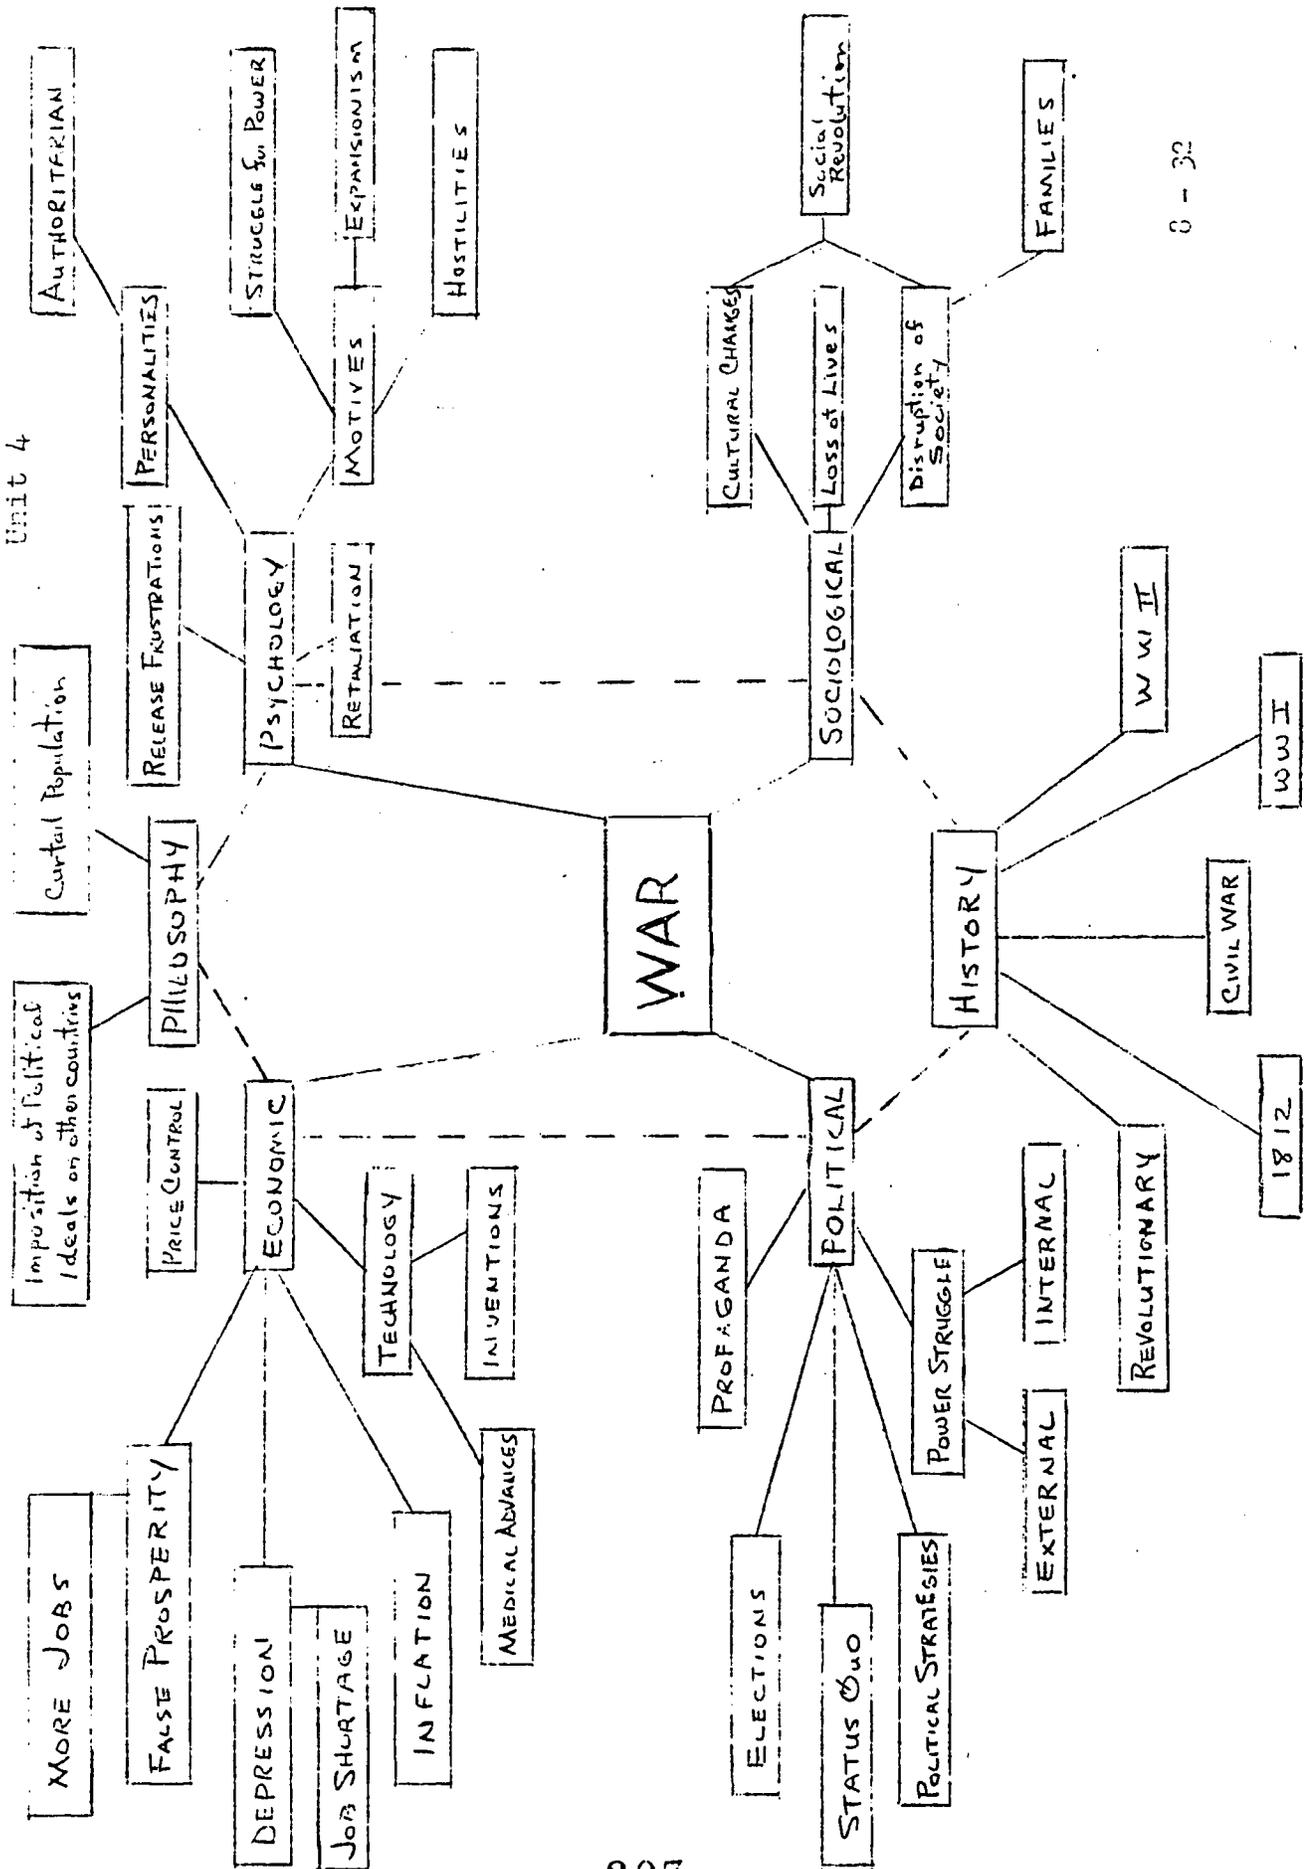 Unit 4
Imposition of Political
Ideals on other countries
Curtail Population
AUTHORITARIAN
MORE JOBS
FALSE PROSPERITY
PRICE CONTROL
PHILOSOPHY
RELEASE FRUSTRATIONS
PERSONALITIES
DEPRESSION
JOB SHORTAGE
ECONOMIC
PSYCHOLOGY
STRUGGLE for POWER
INFLATION
TECHNOLOGY
RETALIATION
MOTIVES
EXPANSIONISM
MEDICAL ADVANCES
INVENTIONS
HOSTILITIES
WAR
ELECTIONS
PROPAGANDA
CULTURAL CHANGES
STATUS QUO
POLITICAL
SOCIOLOGICAL
Loss of Lives
Social
Revolution
POLITICAL STRATEGIES
POWER STRUGGLE
HISTORY
Disruption of
Society
EXTERNAL
INTERNAL
FAMILIES
REVOLUTIONARY
1812
CIVIL WAR
WW I
WW II
8 - 32